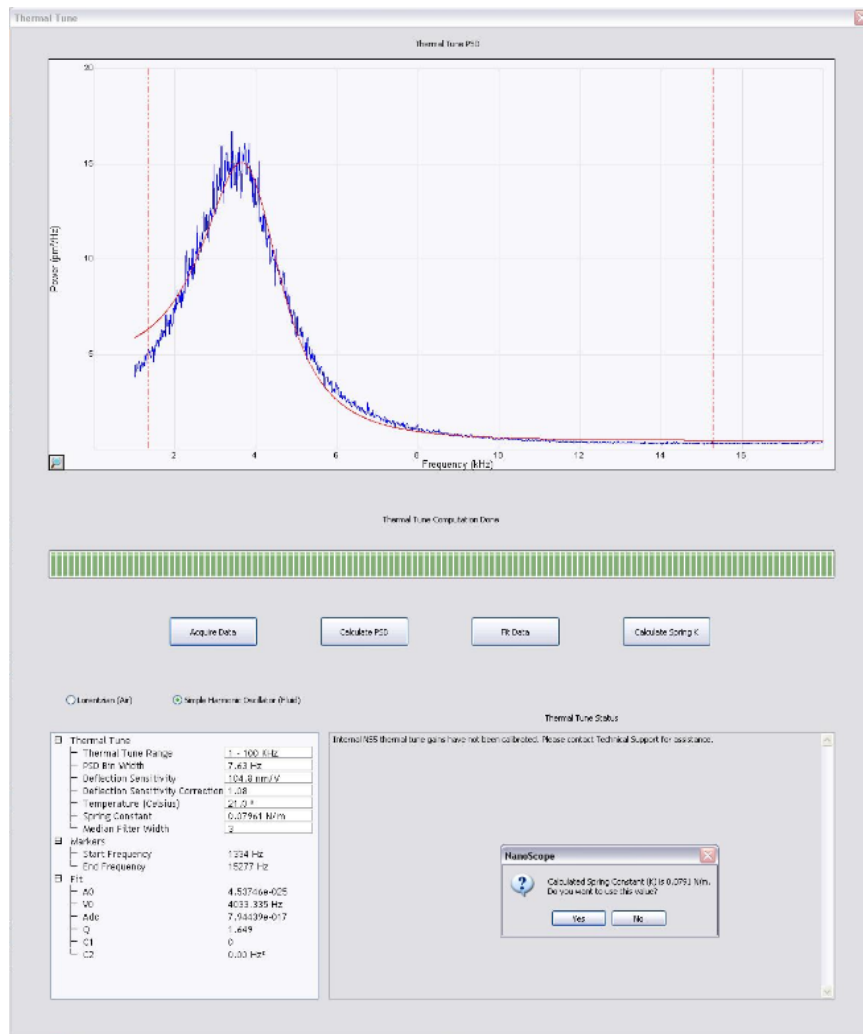 Thermal Tune
Thermal Tune PSD
20
15
10
5
Power (pm²/Hz)
2
4
6
8
10
12
14
16
Frequency (kHz)
Thermal Tune Computation Done
Acquire Data
Calculate PSD
Fit Data
Calculate Spring K
Lorentzian (Air)
Simple Harmonic Oscillator (Fluid)
Thermal Tune Status
Thermal Tune
Thermal Tune Range 1 - 100 KHz
PSD Bin Width 7.63 Hz
Deflection Sensitivity 104.8 nm/V
Deflection Sensitivity Correction 1.08
Temperature (Celsius) 21.0 °
Spring Constant 0.07961 N/m
Median Filter Width 3
Markers
Start Frequency 1334 Hz
End Frequency 15277 Hz
Fit
A0 4.53746e-025
V0 4033.335 Hz
Adc 7.94439e-017
Q 1.649
C1 0
C2 0.00 Hz²
Internal NS5 thermal tune gains have not been calibrated. Please contact Technical Support for assistance.
NanoScope
Calculated Spring Constant (K) is 0.0791 N/m.
Do you want to use this value?
Yes
No